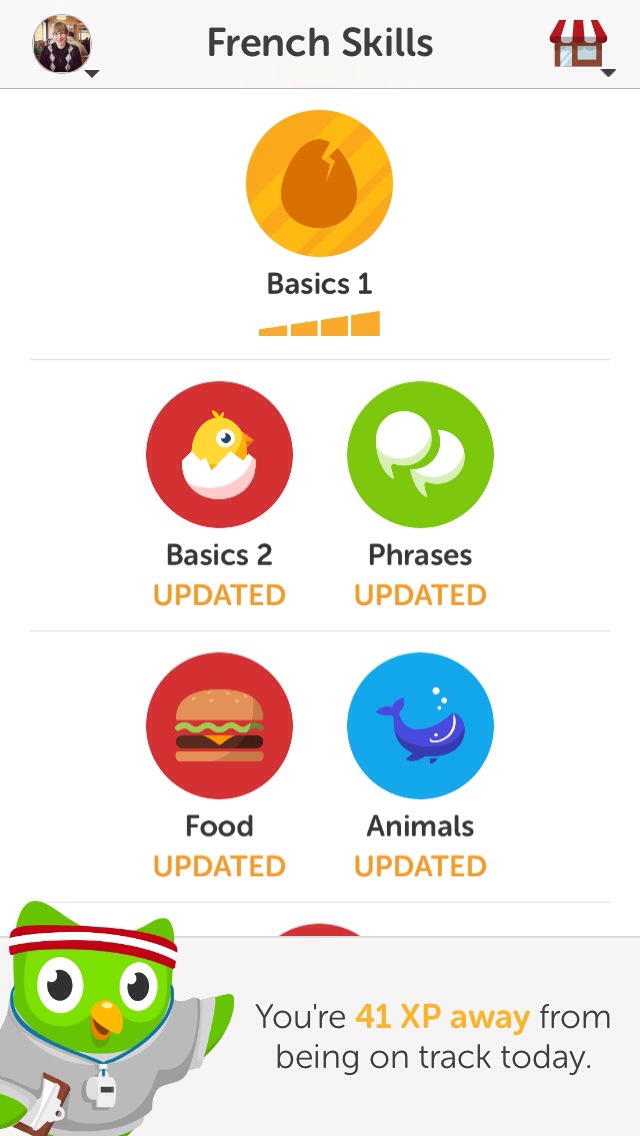 French Skills
Basics 1
Basics 2 Phrases
UPDATED UPDATED
Food Animals
UPDATED UPDATED
You're 41 XP away from
being on track today.